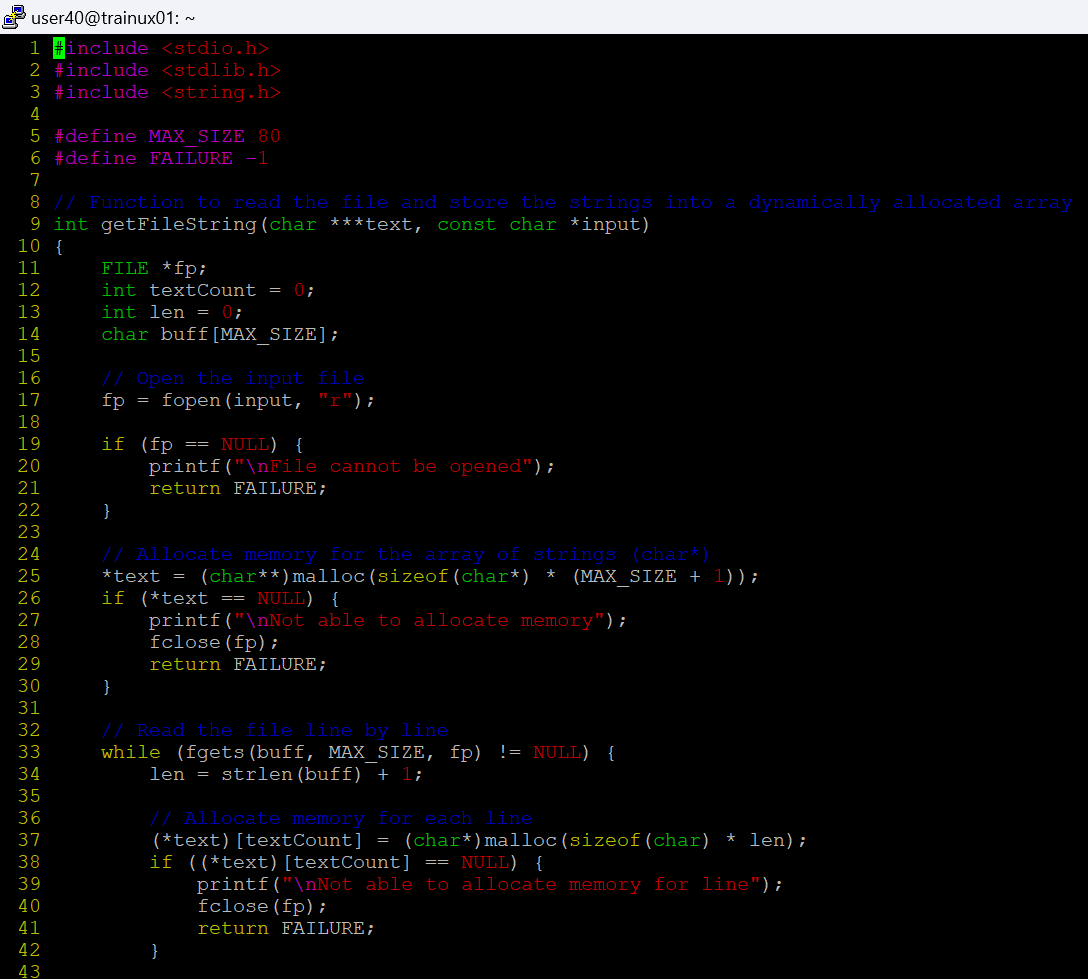 user40@trainux01: ~
1 #include <stdio.h>
2 #include <stdlib.h>
3 #include <string.h>
4
5 #define MAX_SIZE 80
6 #define FAILURE -1
7
8 // Function to read the file and store the strings into a dynamically allocated array
9 int getFileString(char ***text, const char *input)
10 {
11     FILE *fp;
12     int textCount = 0;
13     int len = 0;
14     char buff[MAX_SIZE];
15
16     // Open the input file
17     fp = fopen(input, "r");
18
19     if (fp == NULL) {
20         printf("\nFile cannot be opened");
21         return FAILURE;
22     }
23
24     // Allocate memory for the array of strings (char*)
25     *text = (char**)malloc(sizeof(char*) * (MAX_SIZE + 1));
26     if (*text == NULL) {
27         printf("\nNot able to allocate memory");
28         fclose(fp);
29         return FAILURE;
30     }
31
32     // Read the file line by line
33     while (fgets(buff, MAX_SIZE, fp) != NULL) {
34         len = strlen(buff) + 1;
35
36         // Allocate memory for each line
37         (*text)[textCount] = (char*)malloc(sizeof(char) * len);
38         if ((*text)[textCount] == NULL) {
39             printf("\nNot able to allocate memory for line");
40             fclose(fp);
41             return FAILURE;
42         }
43